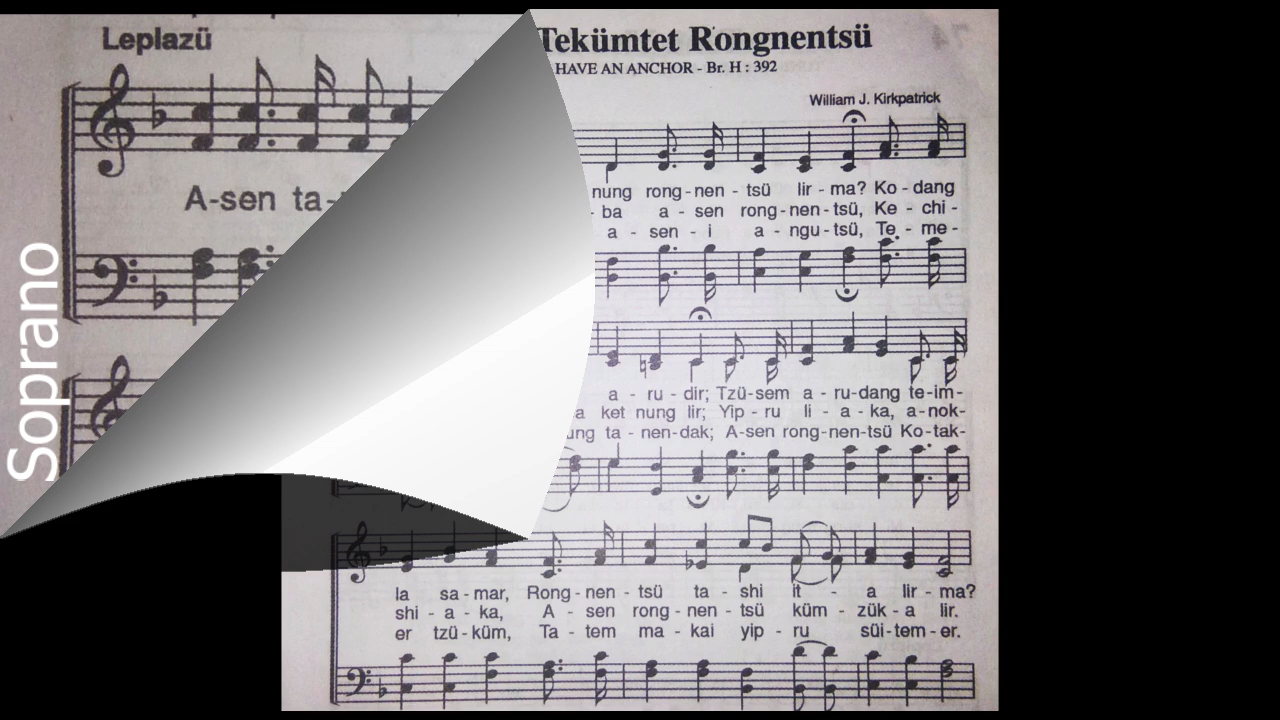 Leplazü
A-sen ta-
Soprano
Tekümtet Rongnentsü
HAVE AN ANCHOR - Br. H : 392
William J. Kirkpatrick
nung rong-nen-tsü lir-ma? Ko-dang
-ba a-sen rong-nen-tsü, Ke-chi-
a-sen-i a-ngu-tsü, Te-me-
a-ru-dir; Tzü-sem a-ru-dang te-im-
ket nung lir; Yip-ru li-a-ka, a-nok-
ta-nen-dak; A-sen rong-nen-tsü Ko-tak-
la sa-mar, Rong-nen-tsü ta-shi it-a lir-ma?
shi-a-ka, A-sen rong-nen-tsü küm-zük-a lir.
er tzü-küm, Ta-tem ma-kai yip-ru süi-tem-er.